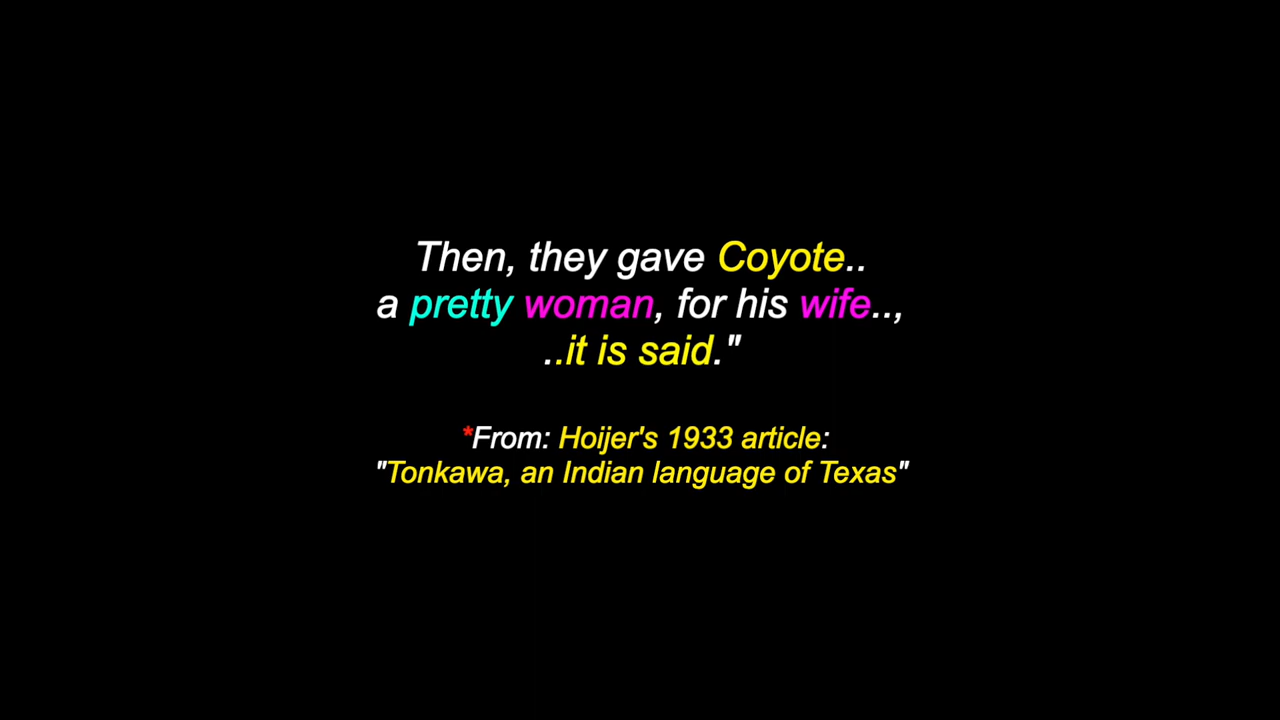 Then, they gave Coyote..
a pretty woman, for his wife..,
..it is said."
*From: Hoijer's 1933 article:
"Tonkawa, an Indian language of Texas"